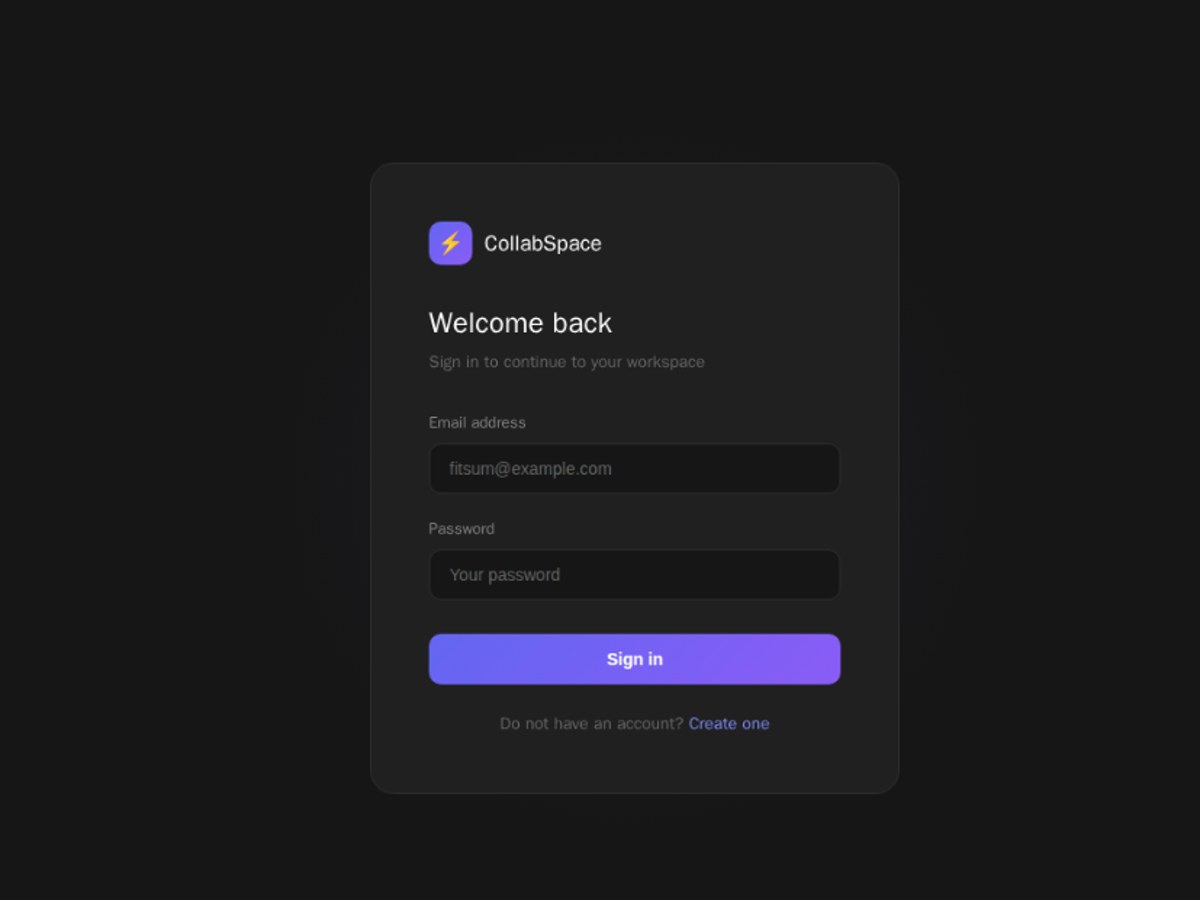 CollabSpace
Welcome back
Sign in to continue to your workspace
Email address
fitsum@example.com
Password
Your password
Sign in
Do not have an account? Create one